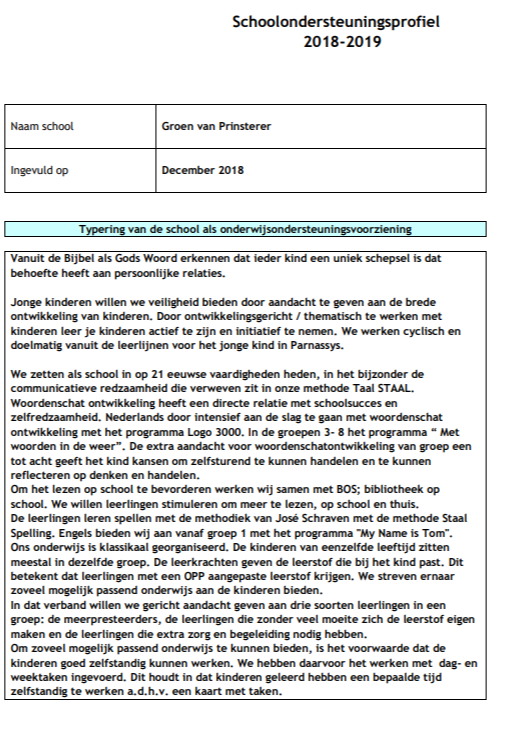 Schoolondersteuningsprofiel
2018-2019
Naam school
Groen van Prinsterer
Ingevuld op
December 2018
Typering van de school als onderwijsondersteuningsvoorziening
Vanuit de Bijbel als Gods Woord erkennen dat ieder kind een uniek schepsel is dat
behoefte heeft aan persoonlijke relaties.
Jonge kinderen willen we veiligheid bieden door aandacht te geven aan de brede
ontwikkeling van kinderen. Door ontwikkelingsgericht / thematisch te werken met
kinderen leer je kinderen actief te zijn en initiatief te nemen. We werken cyclisch en
doelmatig vanuit de leerlijnen voor het jonge kind in Parnassys.
We zetten als school in op 21 eeuwse vaardigheden heden, in het bijzonder de
communicatieve redzaamheid die verweven zit in onze methode Taal STAAL.
Woordenschat ontwikkeling heeft een directe relatie met schoolsucces en
zelfredzaamheid. Nederlands door intensief aan de slag te gaan met woordenschat
ontwikkeling met het programma Logo 3000. In de groepen 3- 8 het programma “ Met
woorden in de weer”. De extra aandacht voor woordenschatontwikkeling van groep een
tot acht geeft het kind kansen om zelfsturend te kunnen handelen en te kunnen
reflecteren op denken en handelen.
Om het lezen op school te bevorderen werken wij samen met BOS; bibliotheek op
school. We willen leerlingen stimuleren om meer te lezen, op school en thuis.
De leerlingen leren spellen met de methodiek van José Schraven met de methode Staal
Spelling. Engels bieden wij aan vanaf groep 1 met het programma "My Name is Tom".
Ons onderwijs is klassikaal georganiseerd. De kinderen van eenzelfde leeftijd zitten
meestal in dezelfde groep. De leerkrachten geven de leerstof die bij het kind past. Dit
betekent dat leerlingen met een OPP aangepaste leerstof krijgen. We streven ernaar
zoveel mogelijk passend onderwijs aan de kinderen bieden.
In dat verband willen we gericht aandacht geven aan drie soorten leerlingen in een
groep: de meerpresteerders, de leerlingen die zonder veel moeite zich de leerstof eigen
maken en de leerlingen die extra zorg en begeleiding nodig hebben.
Om zoveel mogelijk passend onderwijs te kunnen bieden, is het voorwaarde dat de
kinderen goed zelfstandig kunnen werken. We hebben daarvoor het werken met dag- en
weektaken ingevoerd. Dit houdt in dat kinderen geleerd hebben een bepaalde tijd
zelfstandig te werken a.d.h.v. een kaart met taken.